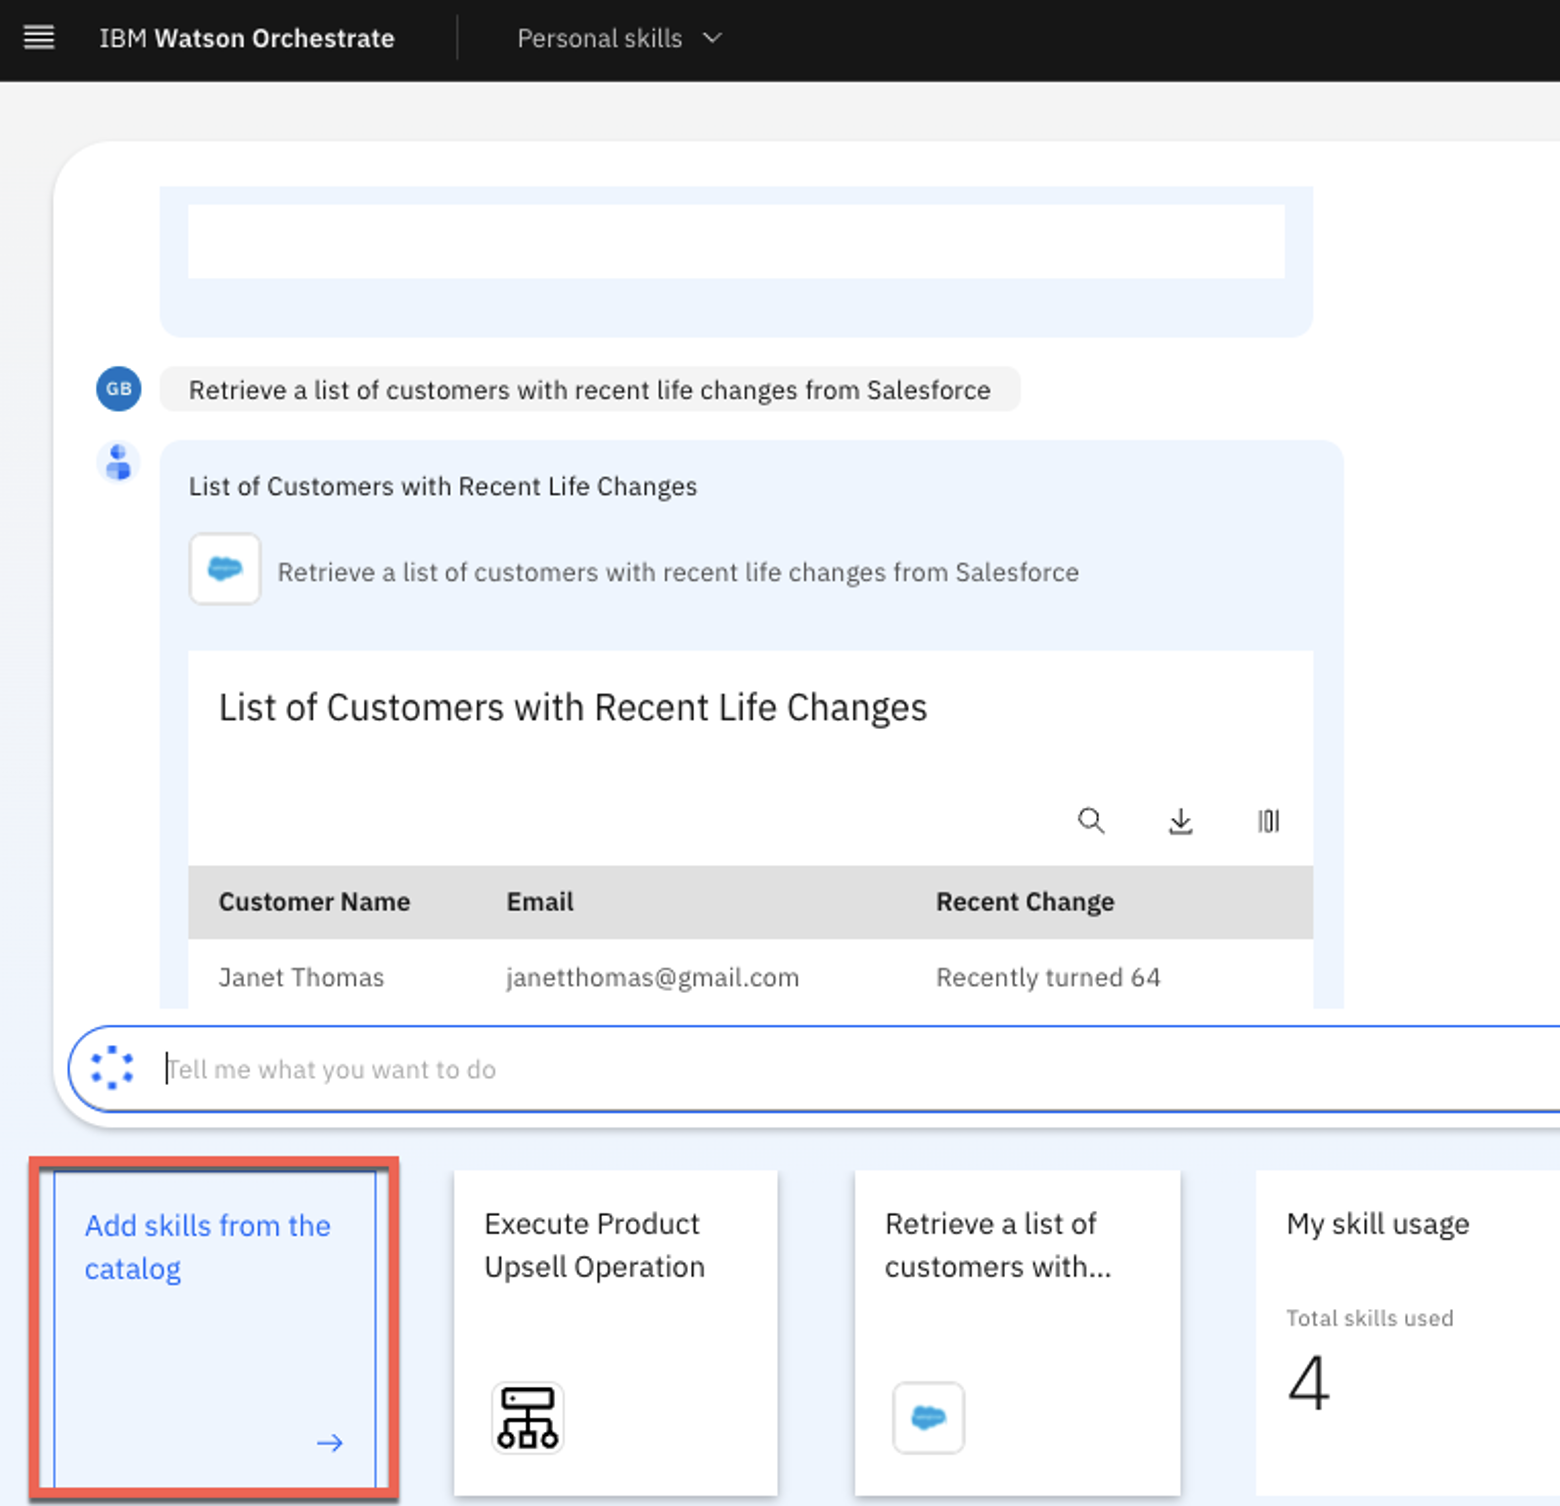 IBM Watson Orchestrate
Personal skills
GB
Retrieve a list of customers with recent life changes from Salesforce
List of Customers with Recent Life Changes
Retrieve a list of customers with recent life changes from Salesforce
List of Customers with Recent Life Changes
Customer Name Email Recent Change
Janet Thomas janetthomas@gmail.com Recently turned 64
Tell me what you want to do
Add skills from the
catalog
Execute Product
Upsell Operation
Retrieve a list of
customers with...
My skill usage
Total skills used
4